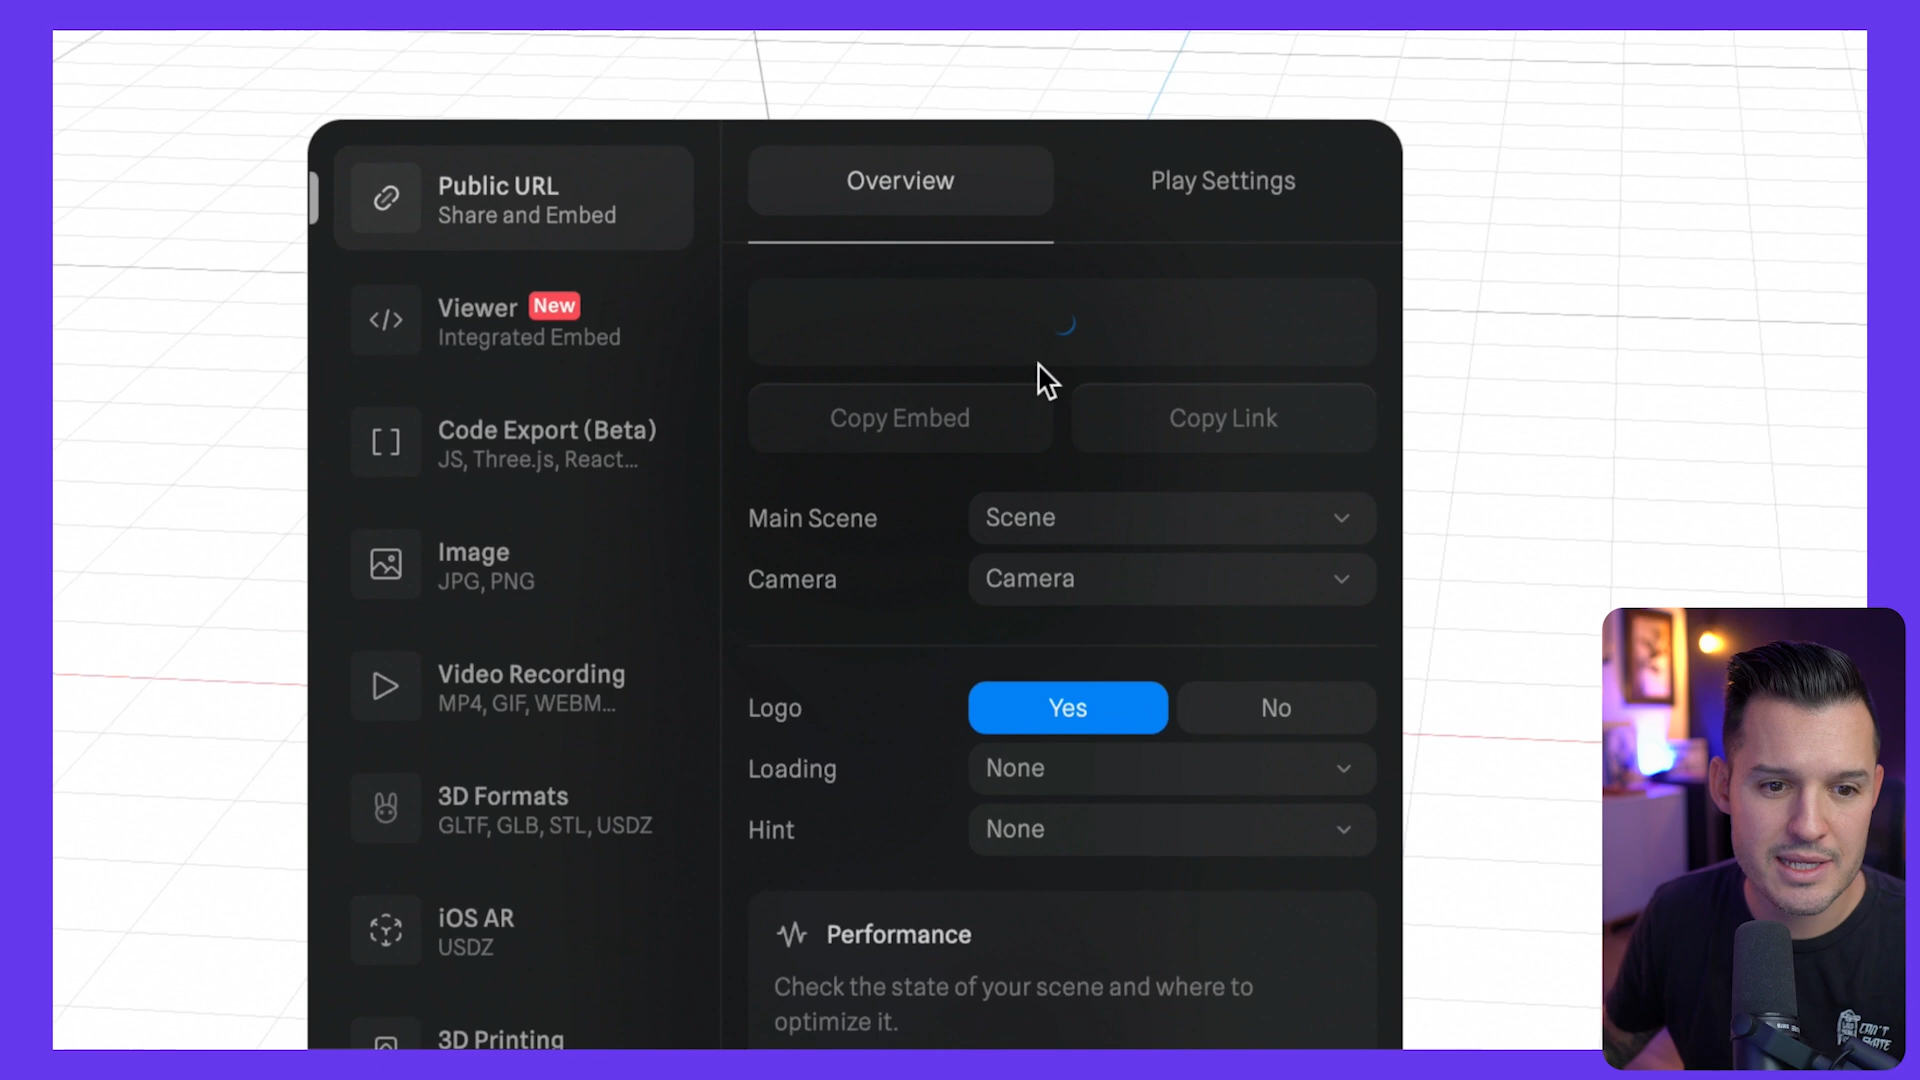 Public URL
Share and Embed
Viewer New
Integrated Embed
Code Export (Beta)
JS, Three.js, React...
Image
JPG, PNG
Video Recording
MP4, GIF, WEBM...
3D Formats
GLTF, GLB, STL, USDZ
iOS AR
USDZ
3D Printing
Overview
Play Settings
Copy Embed
Copy Link
Main Scene
Scene
Camera
Camera
Logo
Yes
No
Loading
None
Hint
None
Performance
Check the state of your scene and where to
optimize it.
CAN'T
SKATE